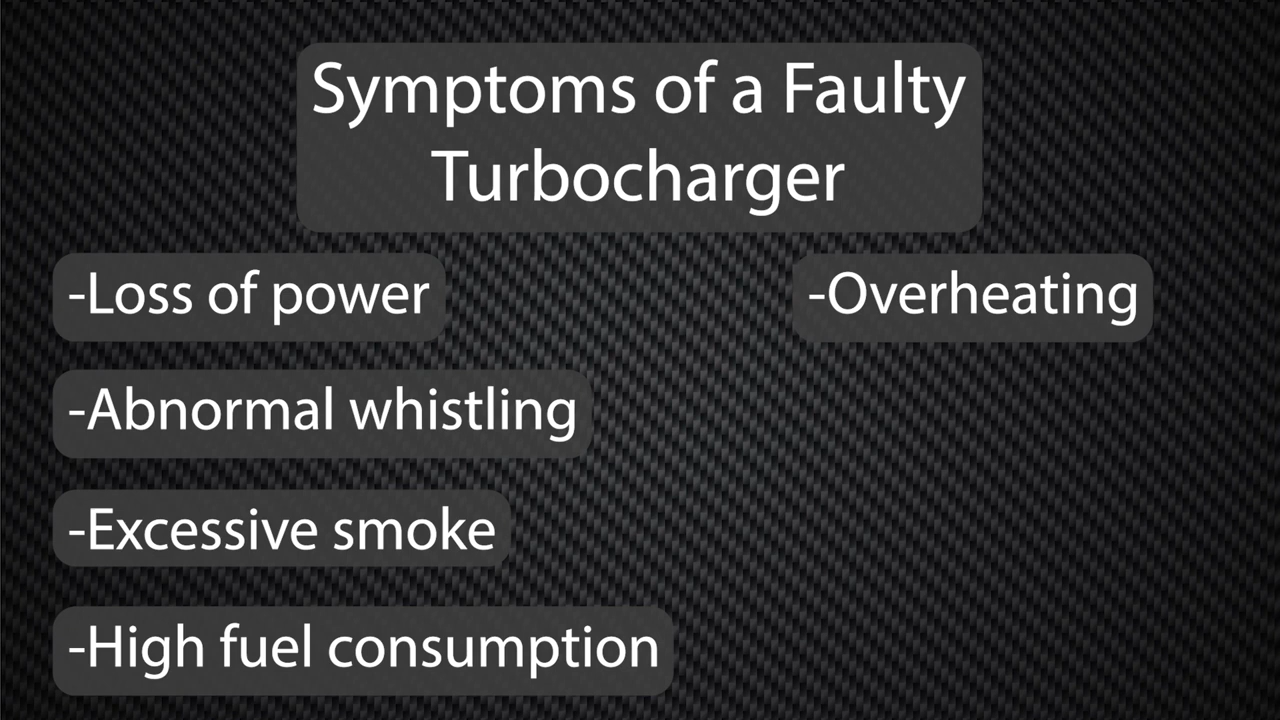 Symptoms of a Faulty
Turbocharger
-Loss of power
-Abnormal whistling
-Excessive smoke
-High fuel consumption
-Overheating